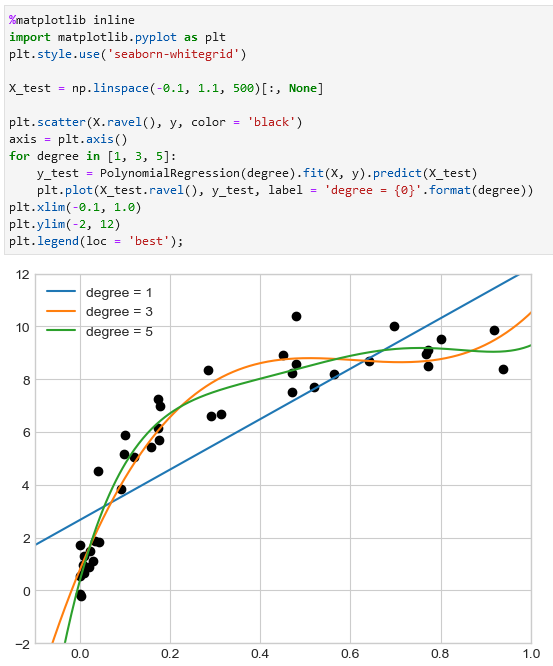 %matplotlib inline
import matplotlib.pyplot as plt
plt.style.use('seaborn-whitegrid')
X_test = np.linspace(-0.1, 1.1, 500)[:, None]
plt.scatter(X.ravel(), y, color = 'black')
axis = plt.axis()
for degree in [1, 3, 5]:
    y_test = PolynomialRegression(degree).fit(X, y).predict(X_test)
    plt.plot(X_test.ravel(), y_test, label = 'degree = {0}'.format(degree))
plt.xlim(-0.1, 1.0)
plt.ylim(-2, 12)
plt.legend(loc = 'best');
12
degree = 1
degree = 3
degree = 5
10
8
6
4
2
0
−2
0.0 0.2 0.4 0.6 0.8 1.0